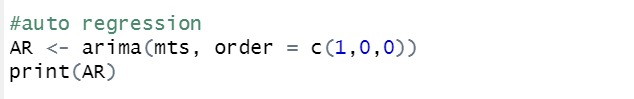 #auto regression
AR <- arima(mts, order = c(1,0,0))
print(AR)